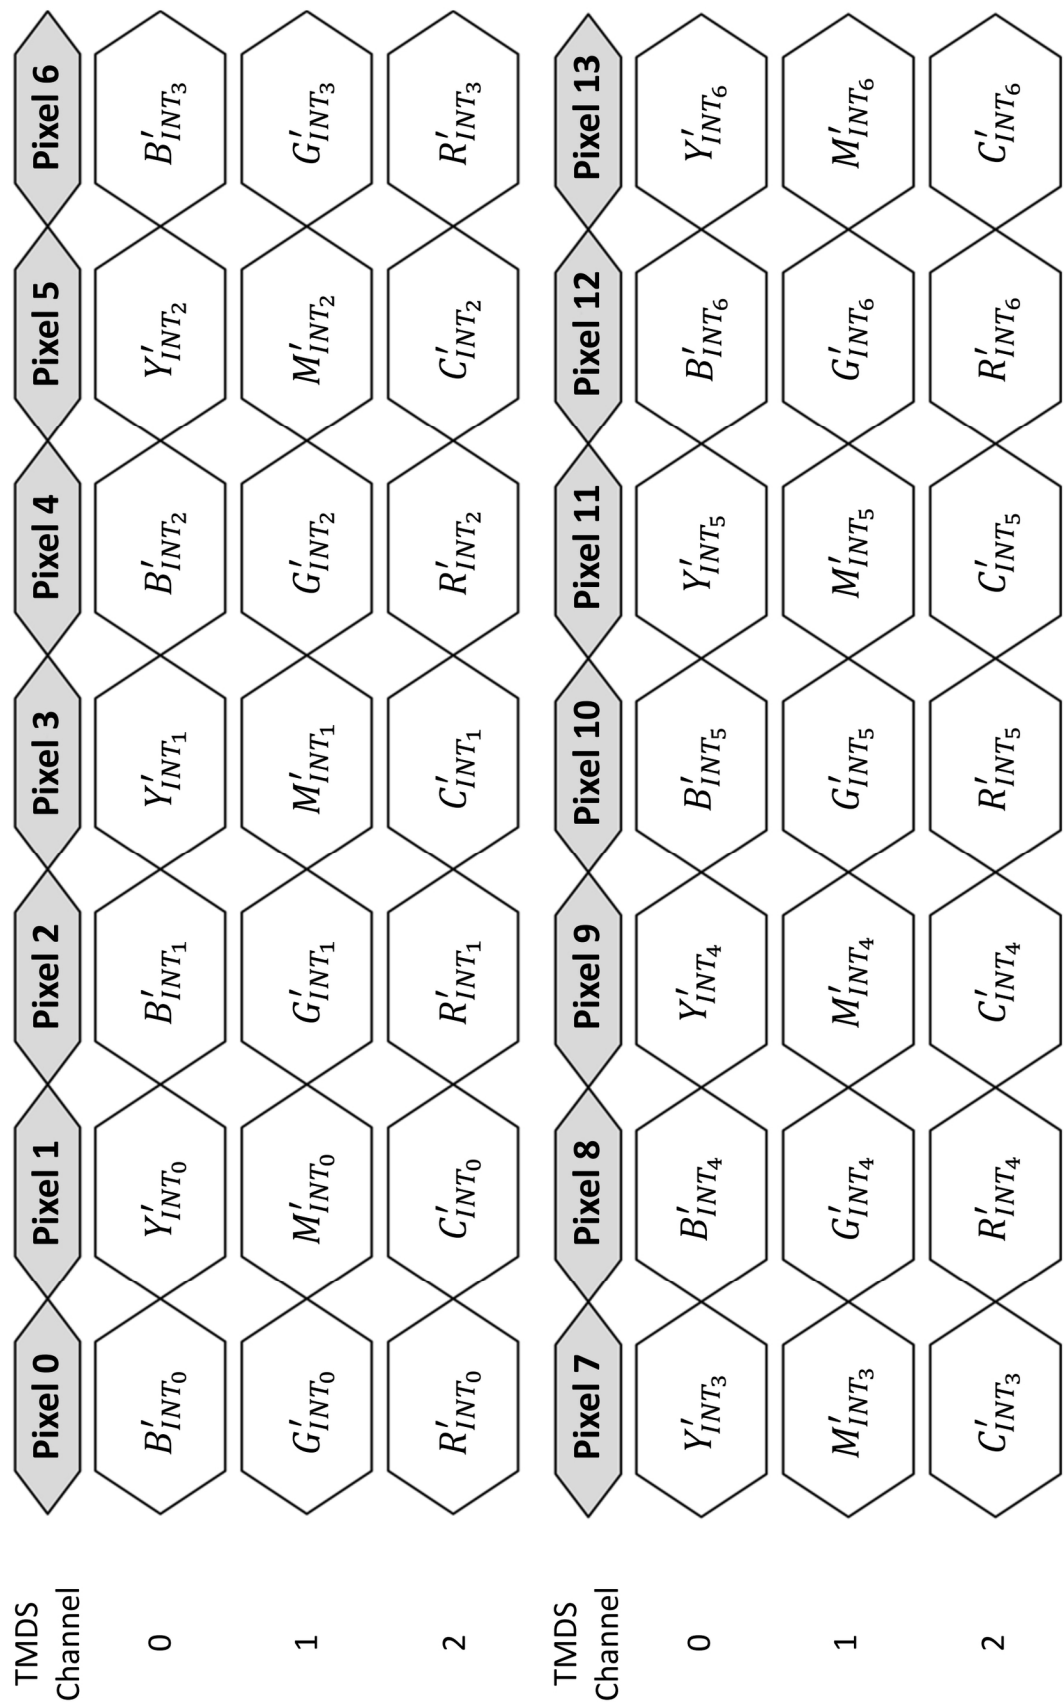 TMDS Channel Pixel 0 Pixel 1 Pixel 2 Pixel 3 Pixel 4 Pixel 5 Pixel 6
0 B′INT₀ Y′INT₀ B′INT₁ Y′INT₁ B′INT₂ Y′INT₂ B′INT₃
1 G′INT₀ M′INT₀ G′INT₁ M′INT₁ G′INT₂ M′INT₂ G′INT₃
2 R′INT₀ C′INT₀ R′INT₁ C′INT₁ R′INT₂ C′INT₂ R′INT₃
TMDS Channel Pixel 7 Pixel 8 Pixel 9 Pixel 10 Pixel 11 Pixel 12 Pixel 13
0 Y′INT₃ B′INT₄ Y′INT₄ B′INT₅ Y′INT₅ B′INT₆ Y′INT₆
1 M′INT₃ G′INT₄ M′INT₄ G′INT₅ M′INT₅ G′INT₆ M′INT₆
2 C′INT₃ R′INT₄ C′INT₄ R′INT₅ C′INT₅ R′INT₆ C′INT₆